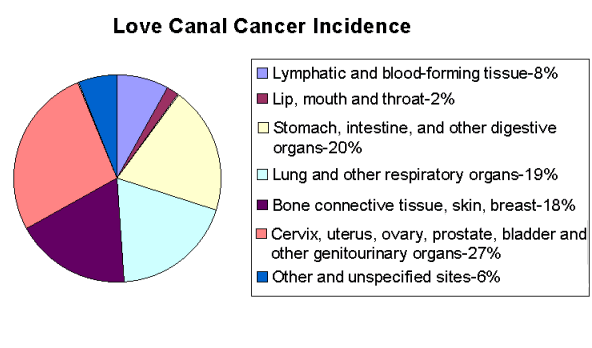 Love Canal Cancer Incidence
Lymphatic and blood-forming tissue-8%
Lip, mouth and throat-2%
Stomach, intestine, and other digestive
organs-20%
Lung and other respiratory organs-19%
Bone connective tissue, skin, breast-18%
Cervix, uterus, ovary, prostate, bladder and
other genitourinary organs-27%
Other and unspecified sites-6%